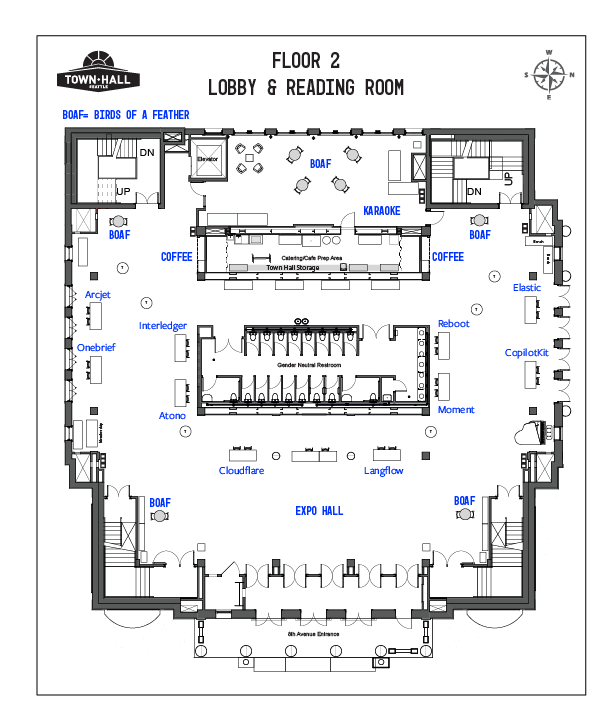 TOWN·HALL
SEATTLE
FLOOR 2
LOBBY & READING ROOM
W
S
N
E
BOAF= BIRDS OF A FEATHER
DN
UP
Elevator
BOAF
DN
UP
KARAOKE
BOAF
BOAF
COFFEE
Catering/Cafe Prep Area
Town Hall Storage
COFFEE
T
T
T
T
Arcjet
Elastic
Interledger
Reboot
Onebrief
Gender Neutral Restroom
CopilotKit
Atono
Moment
T
T
Cloudflare
Langflow
BOAF
EXPO HALL
BOAF
8th Avenue Entrance